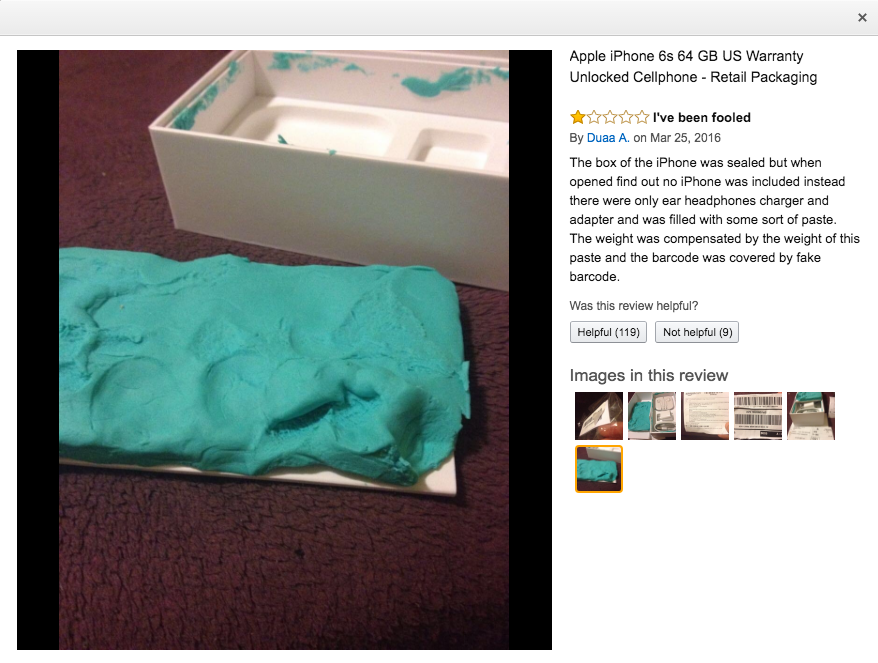 Apple iPhone 6s 64 GB US Warranty
Unlocked Cellphone - Retail Packaging
I've been fooled
By Duaa A. on Mar 25, 2016
The box of the iPhone was sealed but when
opened find out no iPhone was included instead
there were only ear headphones charger and
adapter and was filled with some sort of paste.
The weight was compensated by the weight of this
paste and the barcode was covered by fake
barcode.
Was this review helpful?
Helpful (119) Not helpful (9)
Images in this review